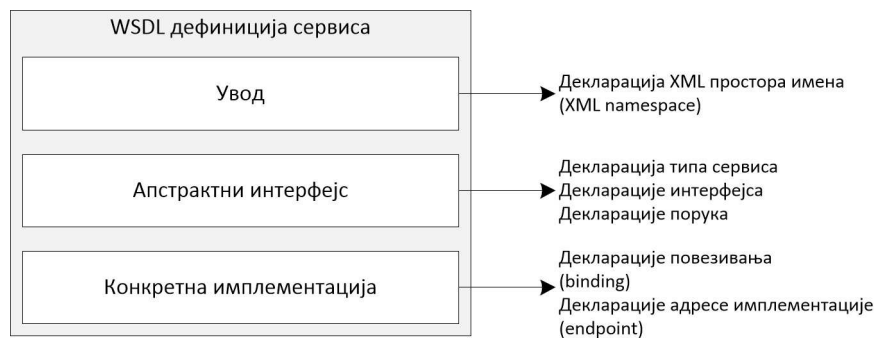 WSDL дефиниција сервиса
Увод
Декларација XML простора имена
(XML namespace)
Апстрактни интерфејс
Декларација типа сервиса
Декларације интерфејса
Декларације порука
Конкретна имплементација
Декларације повезивања
(binding)
Декларације адресе имплементације
(endpoint)